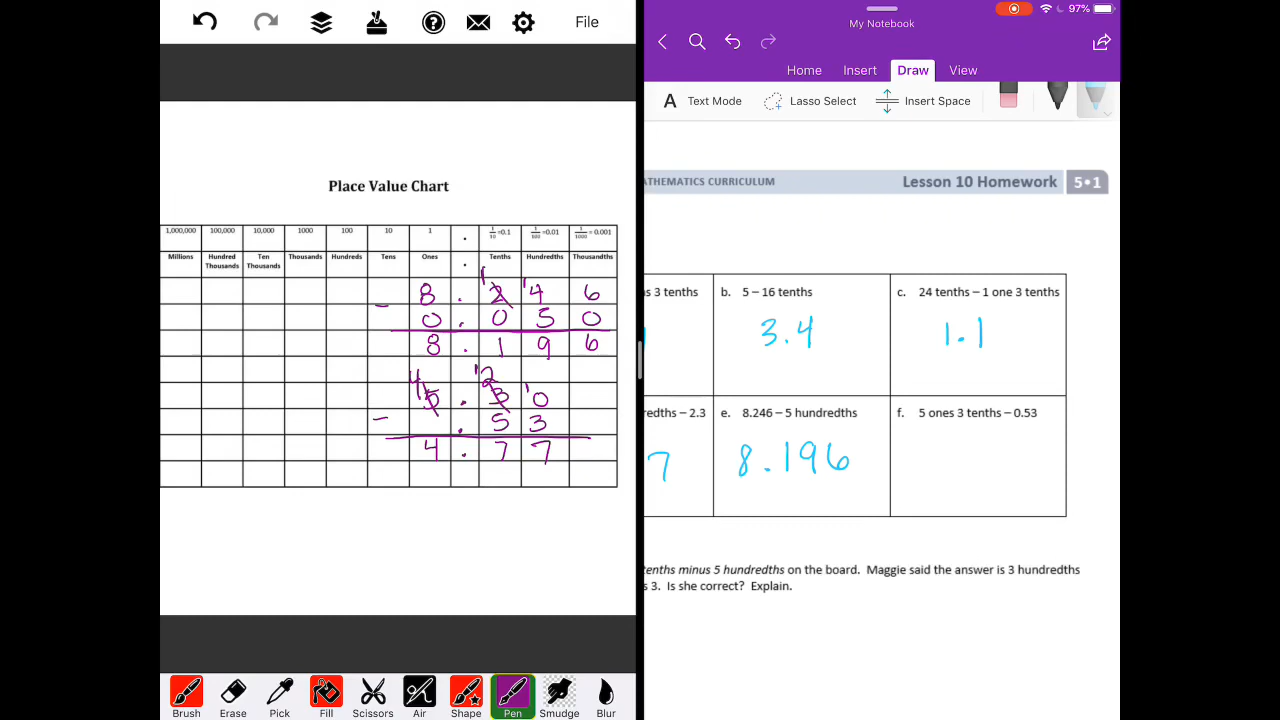 File
Place Value Chart
1,000,000 100,000 10,000 1000 100 10 1 . 1/10 =0.1 1/100 =0.01 1/1000 = 0.001
Millions Hundred Thousands Ten Thousands Thousands Hundreds Tens Ones . Tenths Hundredths Thousandths
1 1
8 . 2 4 6
- 0 . 0 5 0
8 . 1 9 6
4 12 1
5 . 3 0
- . 5 3
4 . 7 7
Brush Erase Pick Fill Scissors Air Shape Pen Smudge Blur
97%
My Notebook
Home Insert Draw View
A Text Mode Lasso Select Insert Space
ATHEMATICS CURRICULUM Lesson 10 Homework 5•1
s 3 tenths b. 5 – 16 tenths c. 24 tenths – 1 one 3 tenths
3.4 1.1
redths – 2.3 e. 8.246 – 5 hundredths f. 5 ones 3 tenths – 0.53
7 8.196
tenths minus 5 hundredths on the board. Maggie said the answer is 3 hundredths
s 3. Is she correct? Explain.